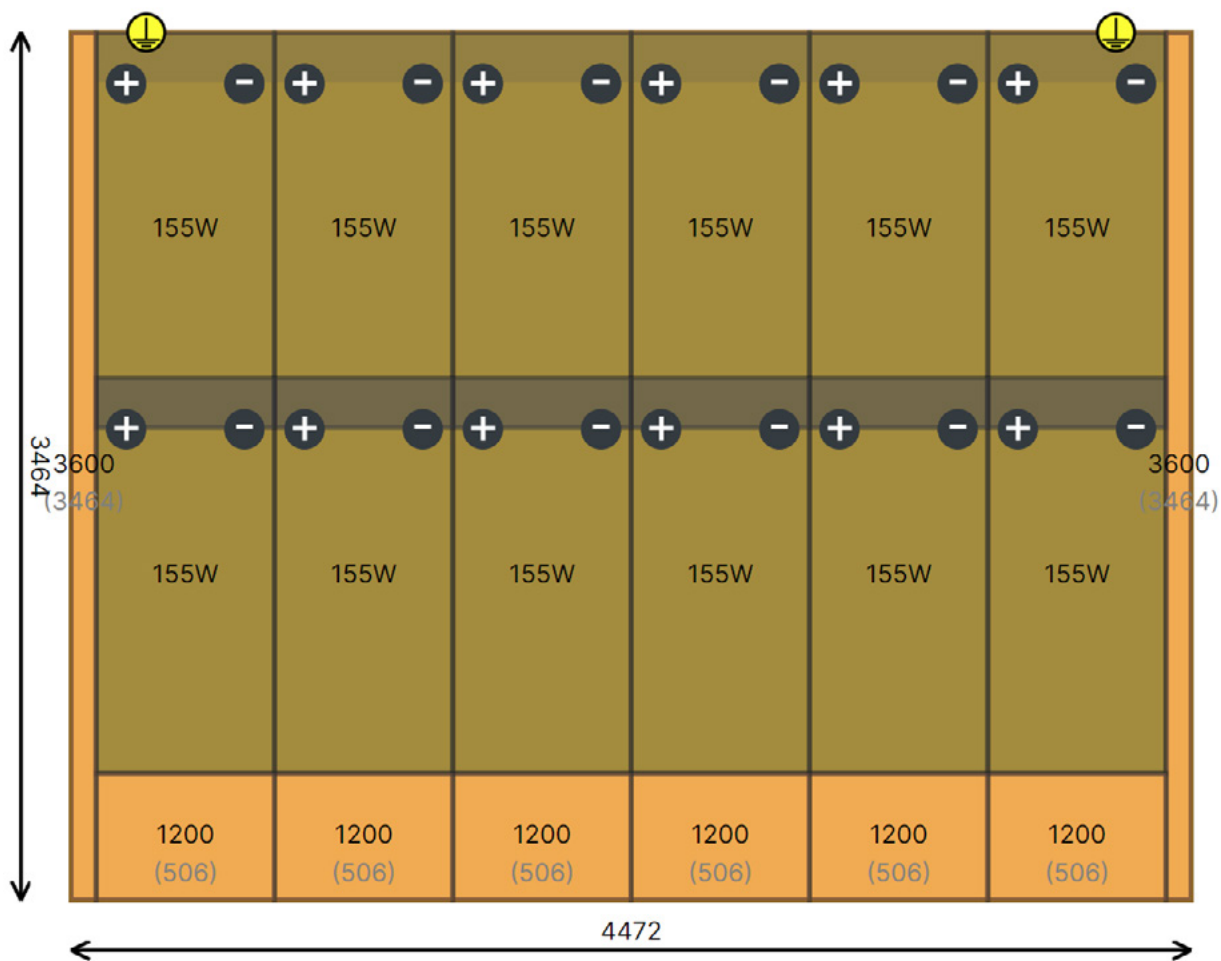 + - + - + - + - + - + -
155W 155W 155W 155W 155W 155W
+ - + - + - + - + - + -
3464
3600 3600
(3464) (3464)
155W 155W 155W 155W 155W 155W
1200 1200 1200 1200 1200 1200
(506) (506) (506) (506) (506) (506)
4472